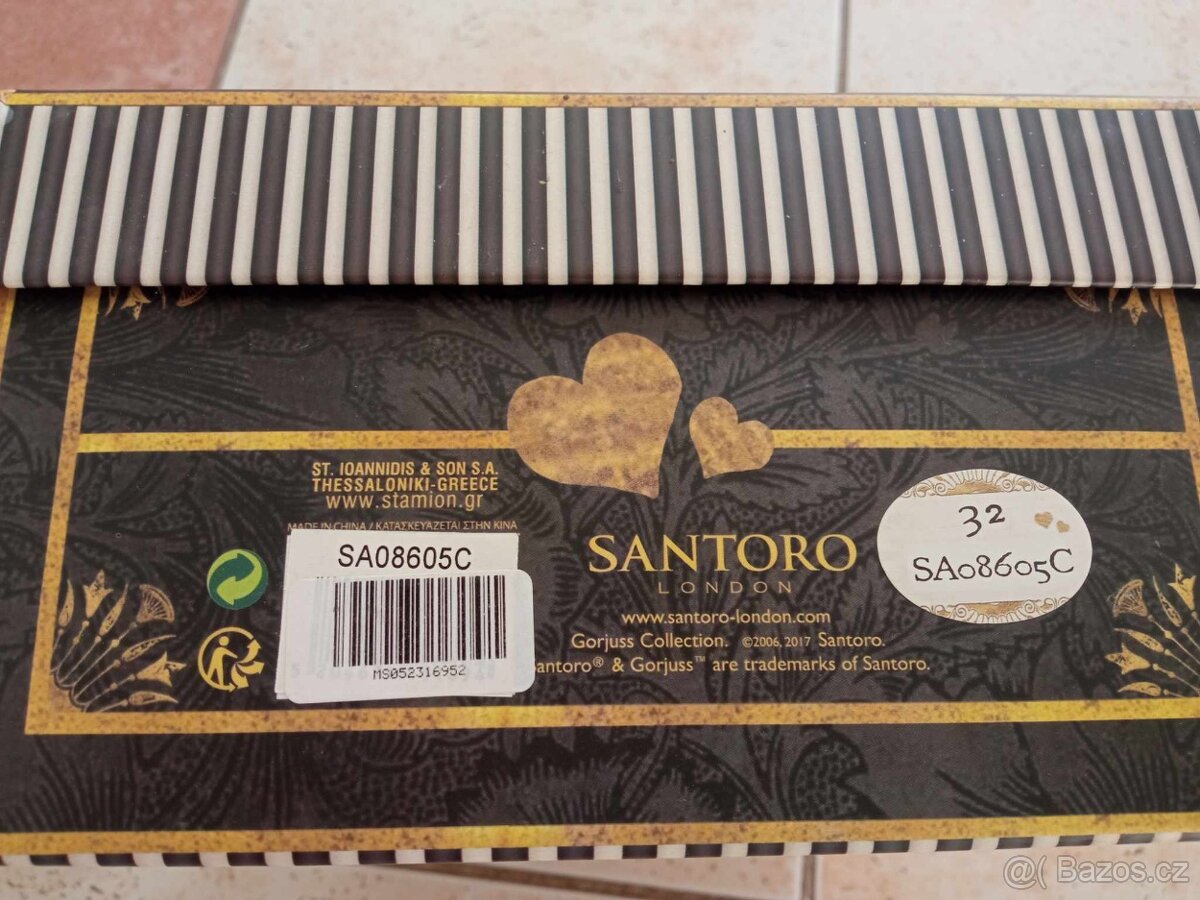 ST. IOANNIDIS & SON S.A.
THESSALONIKI-GREECE
www.stamion.gr
MADE IN CHINA / ΚΑΤΑΣΚΕΥΑΖΕΤΑΙ ΣΤΗΝ ΚΙΝΑ
SA08605C
MS052316952
SANTORO
LONDON
www.santoro-london.com
Gorjuss Collection. ©2006, 2017 Santoro.
Santoro® & Gorjuss™ are trademarks of Santoro.
32
SA08605C
@( Bazos.cz